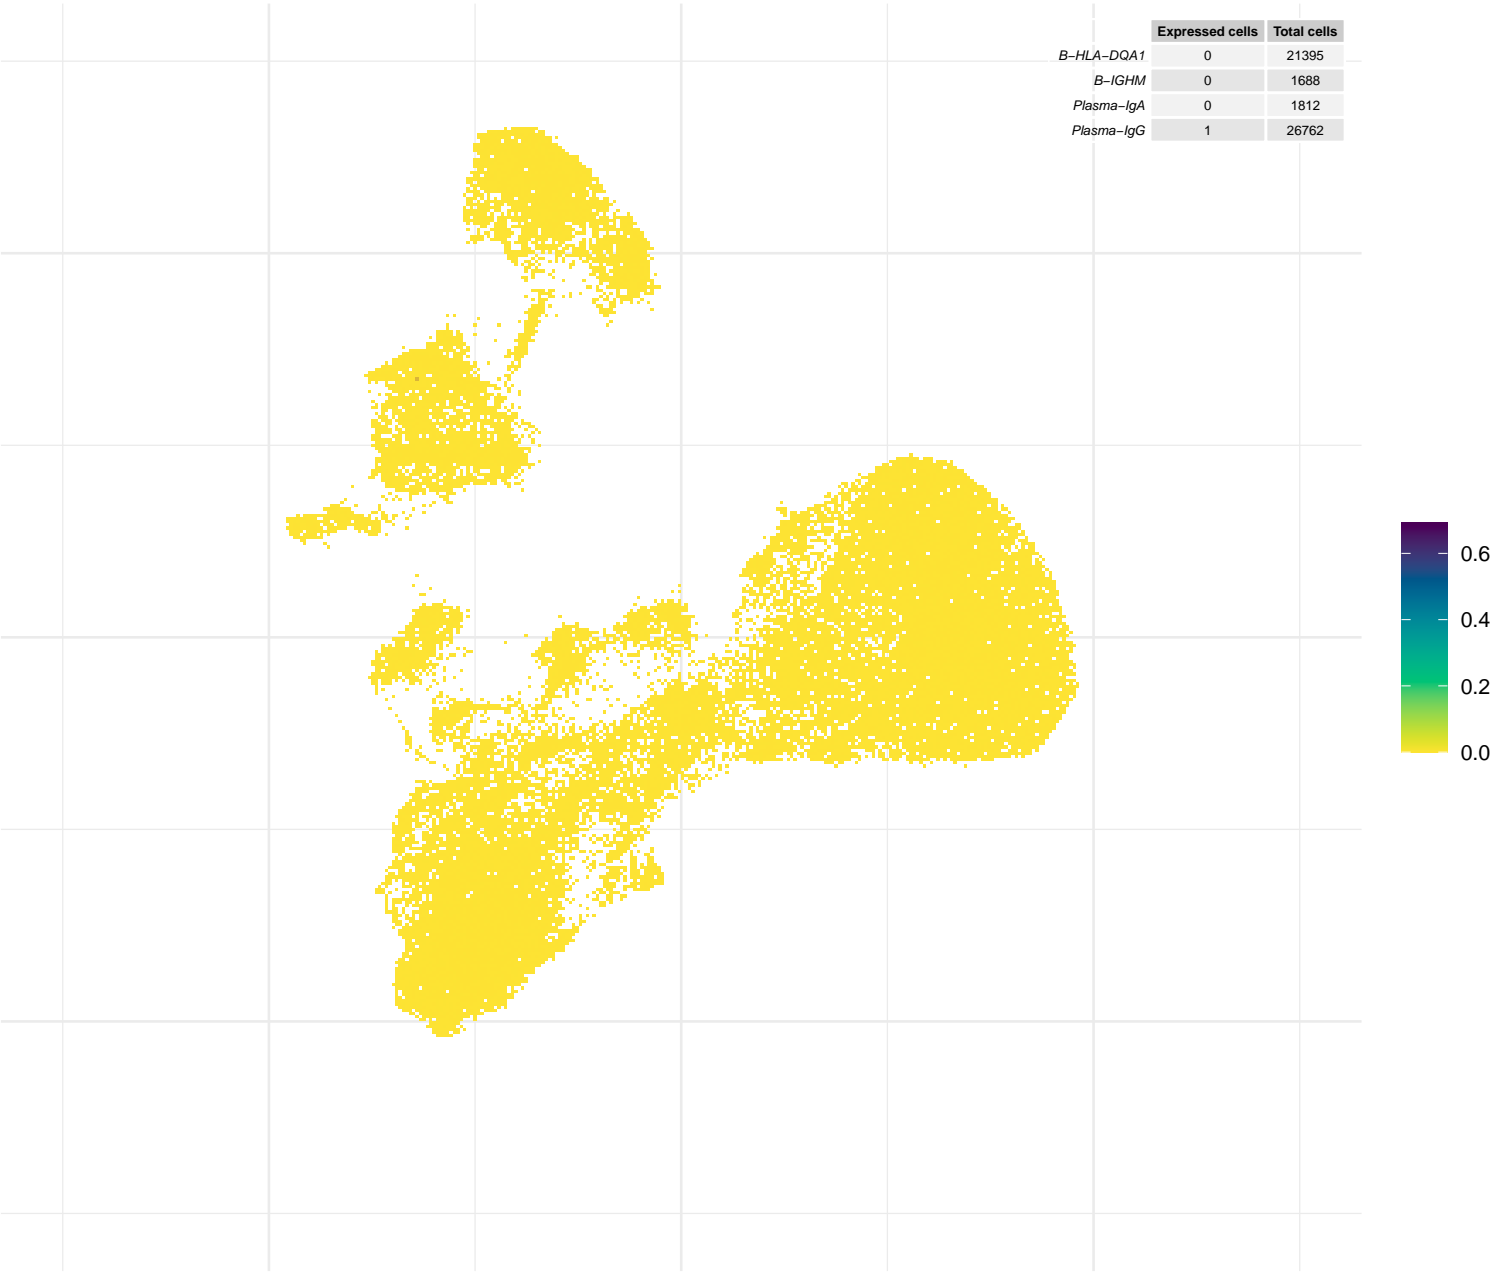 Expressed cells Total cells
B−HLA−DQA1 0 21395
B−IGHM 0 1688
Plasma−IgA 0 1812
Plasma−IgG 1 26762
0.6
0.4
0.2
0.0